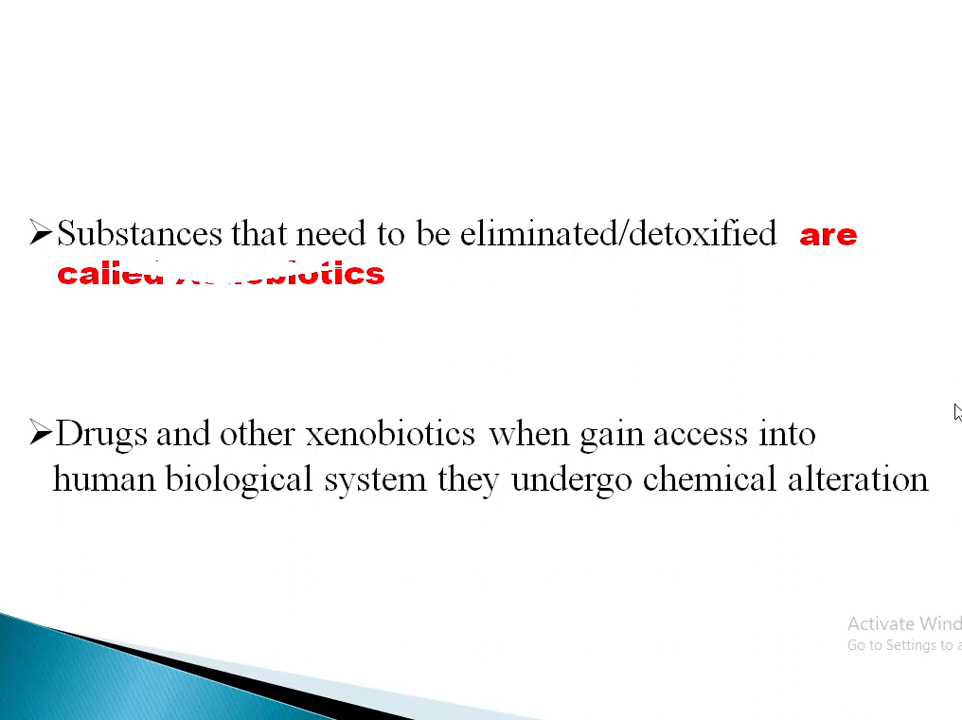 ➢Substances that need to be eliminated/detoxified are
called Xenobiotics
➢Drugs and other xenobiotics when gain access into
human biological system they undergo chemical alteration
Activate Wind
Go to Settings to a